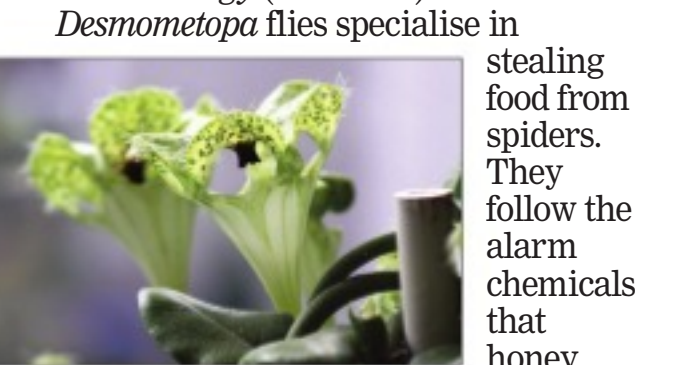 Desmometopa flies specialise in
stealing
food from
spiders.
They
follow the
alarm
chemicals
that
honey